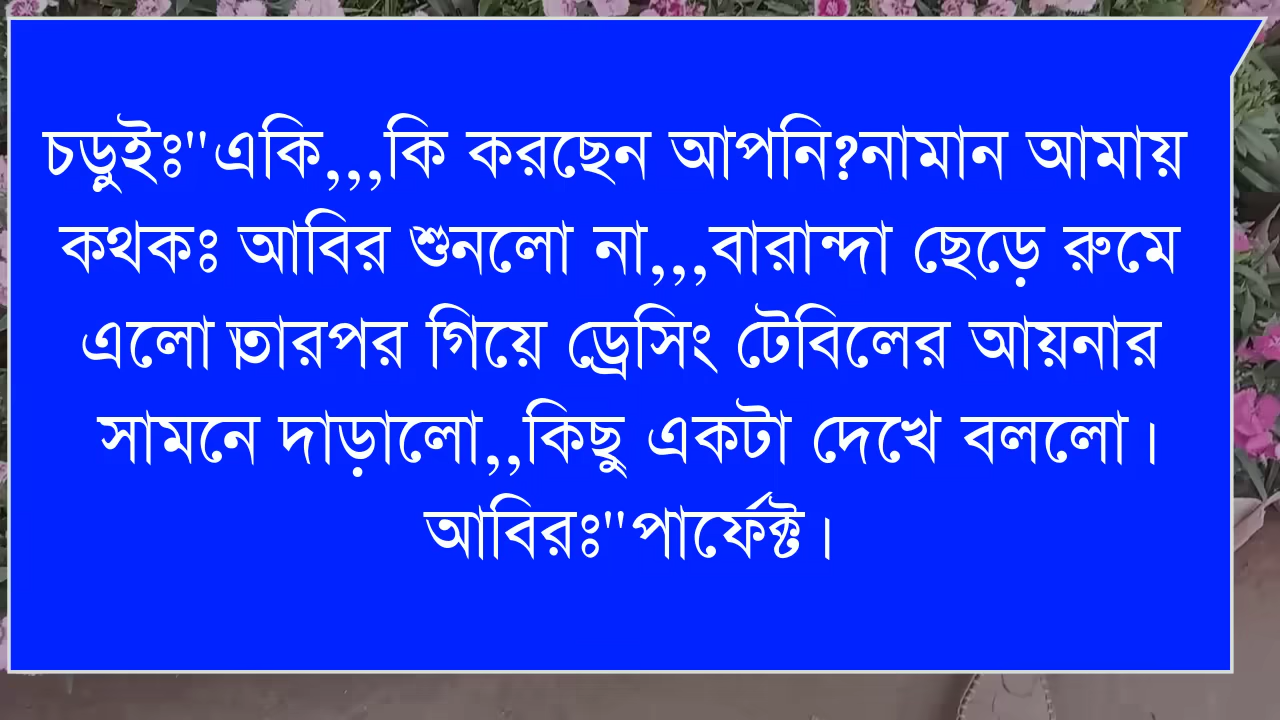 চড়ুইঃ"একি,,,কি করছেন আপনি?নামান আমায়
কথকঃ আবির শুনলো না,,,বারান্দা ছেড়ে রুমে
এলো তারপর গিয়ে ড্রেসিং টেবিলের আয়নার
সামনে দাড়ালো,,কিছু একটা দেখে বললো।
আবিরঃ"পার্ফেক্ট।